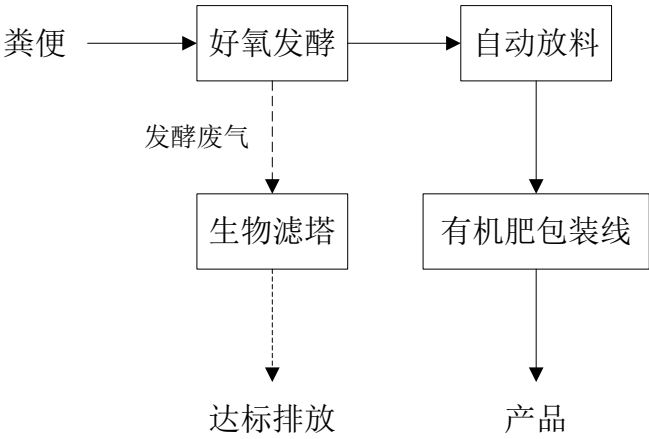 粪便
好氧发酵
自动放料
发酵废气
生物滤塔
有机肥包装线
达标排放
产品